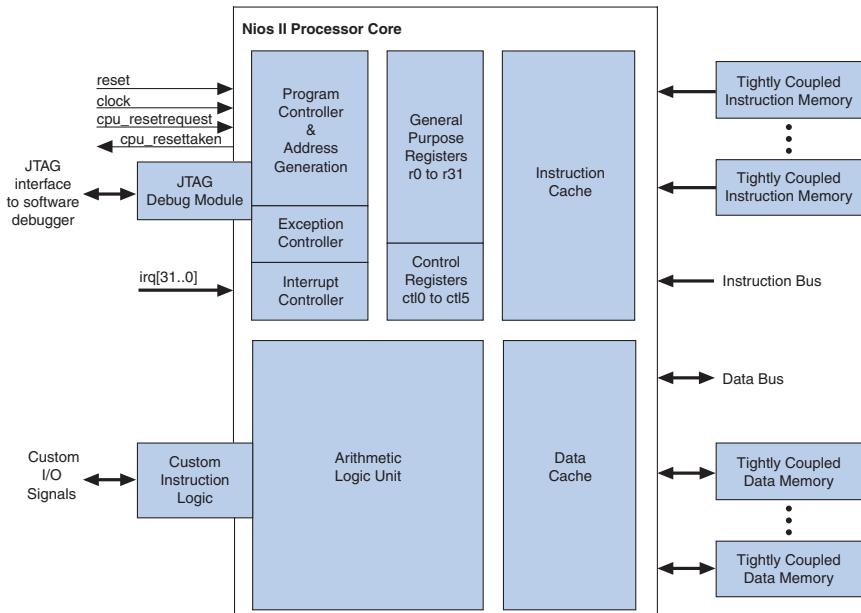 Nios II Processor Core
reset
clock
cpu_resetrequest
cpu_resettaken
JTAG
interface
to software
debugger
JTAG
Debug Module
irq[31..0]
Program
Controller
&
Address
Generation
Exception
Controller
Interrupt
Controller
General
Purpose
Registers
r0 to r31
Control
Registers
ctl0 to ctl5
Instruction
Cache
Tightly Coupled
Instruction Memory
Tightly Coupled
Instruction Memory
Instruction Bus
Data Bus
Custom
I/O
Signals
Custom
Instruction
Logic
Arithmetic
Logic Unit
Data
Cache
Tightly Coupled
Data Memory
Tightly Coupled
Data Memory